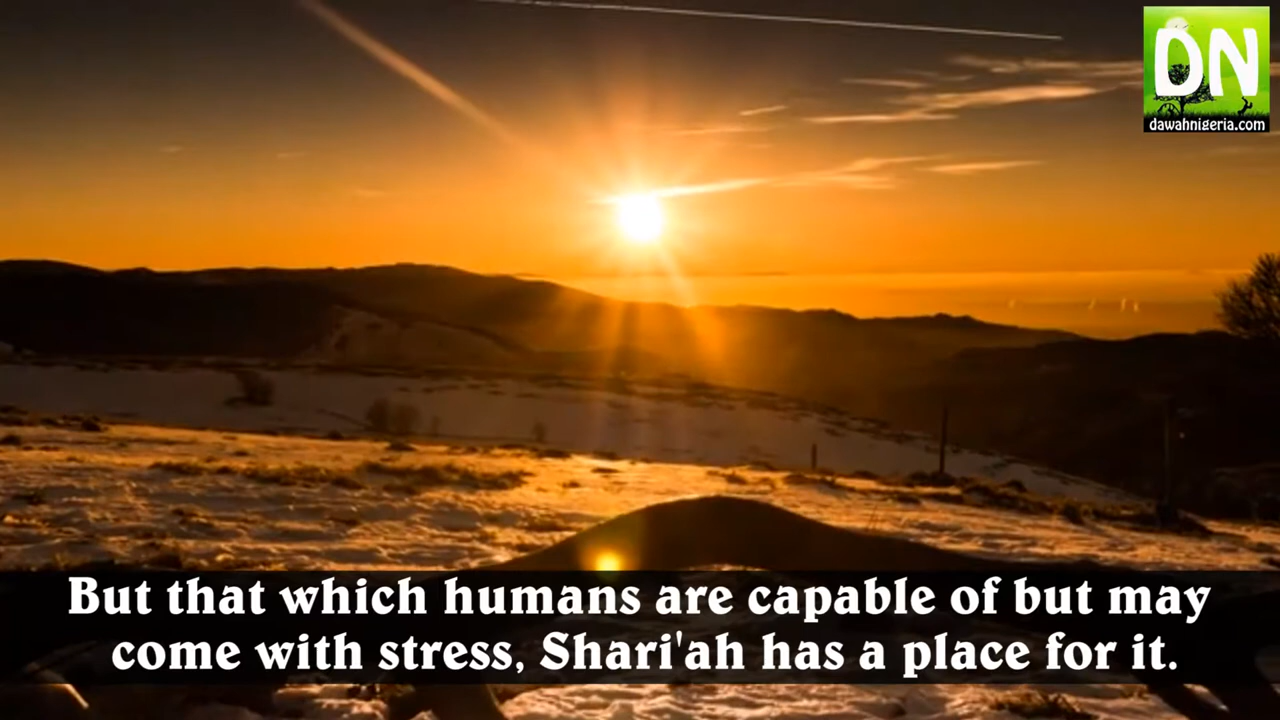 DN
dawahnigeria.com
But that which humans are capable of but may
come with stress, Shari'ah has a place for it.